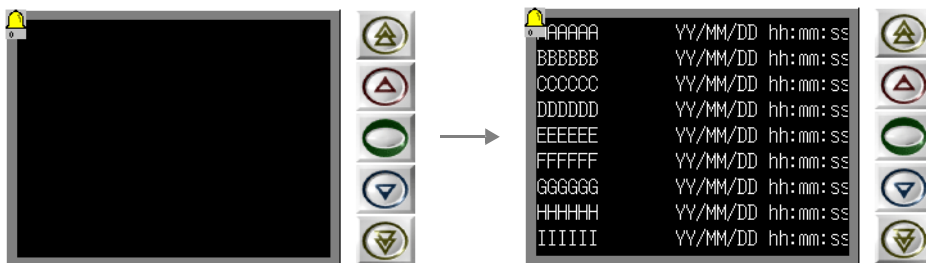 0
0
AAAAAA YY/MM/DD hh:mm:ss
BBBBBB YY/MM/DD hh:mm:ss
CCCCCC YY/MM/DD hh:mm:ss
DDDDDD YY/MM/DD hh:mm:ss
EEEEEE YY/MM/DD hh:mm:ss
FFFFFF YY/MM/DD hh:mm:ss
GGGGGG YY/MM/DD hh:mm:ss
HHHHHH YY/MM/DD hh:mm:ss
IIIIII YY/MM/DD hh:mm:ss